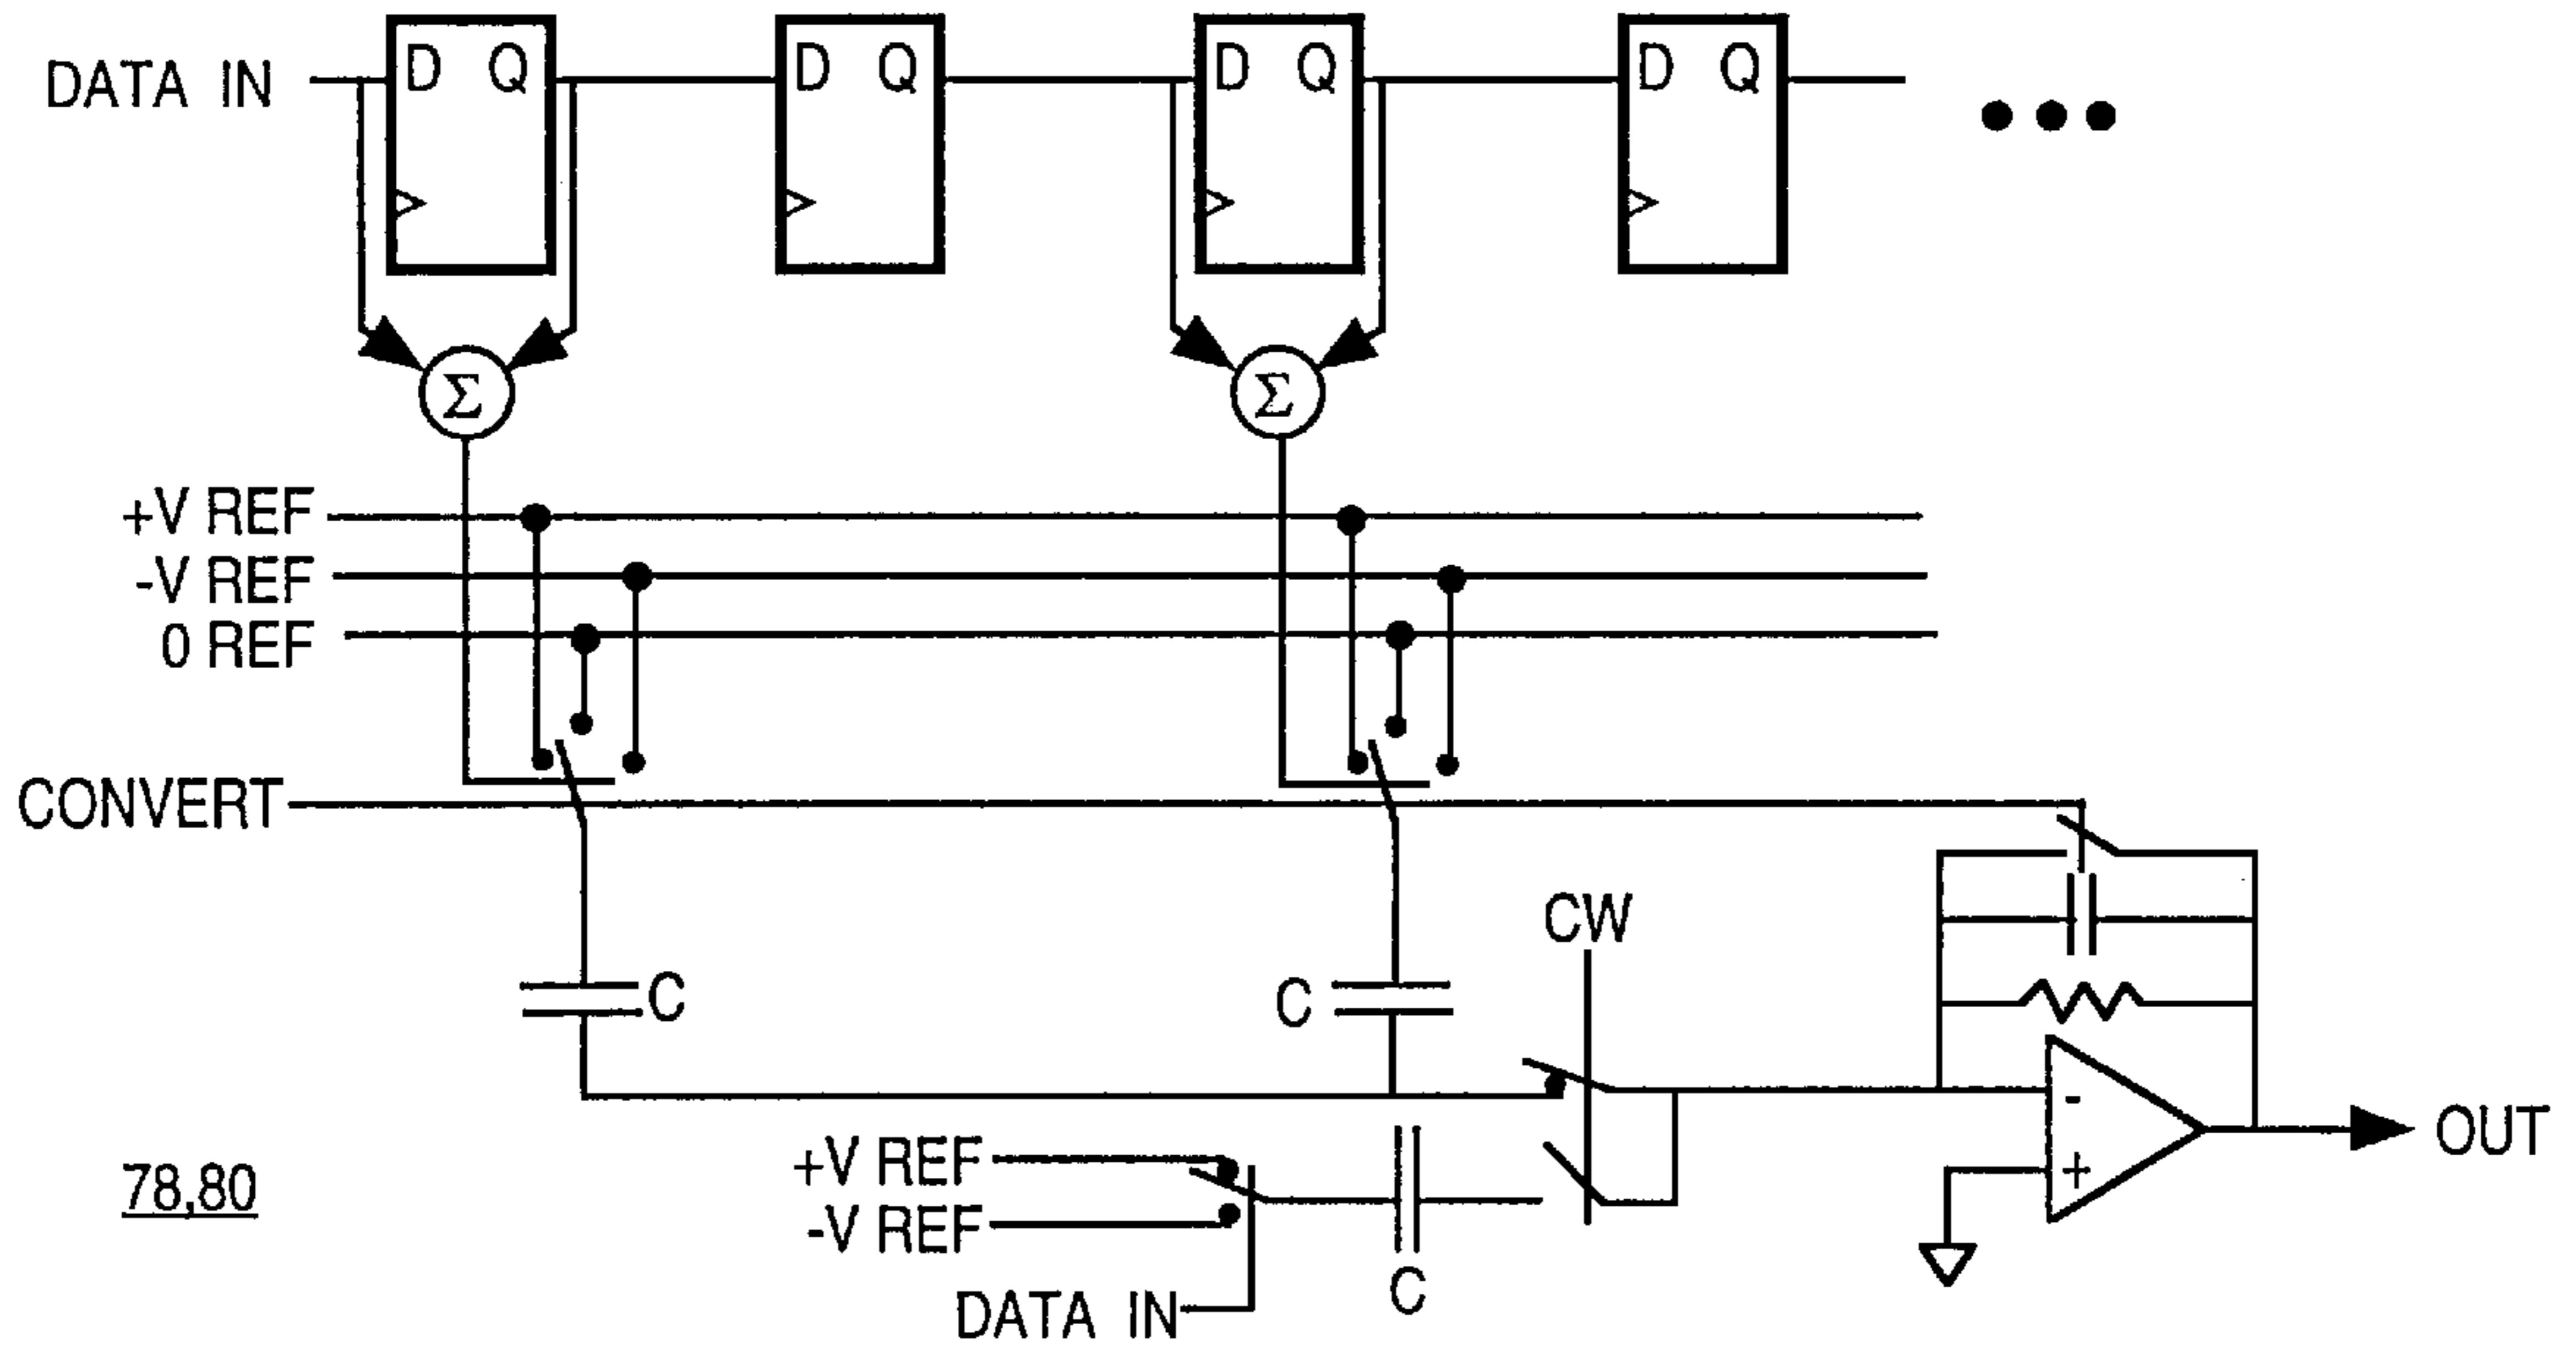 DATA IN
D Q
D Q
D Q
D Q
Σ
Σ
+V REF
-V REF
0 REF
CONVERT
CW
C
C
-
+
OUT
+V REF
-V REF
C
DATA IN
78,80